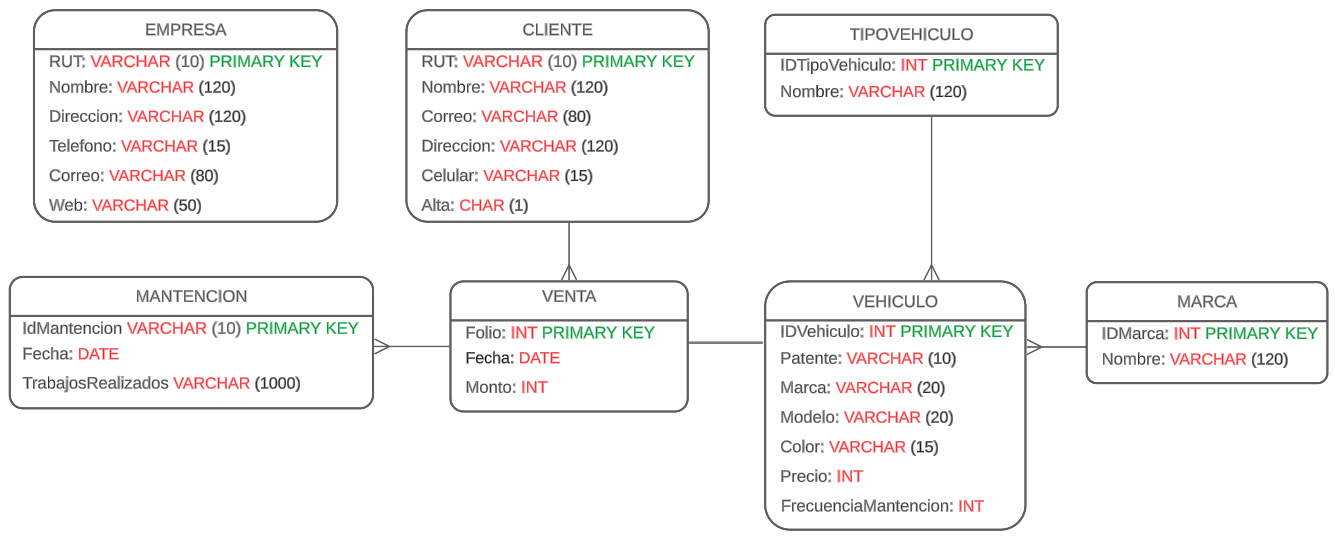 EMPRESA
RUT: VARCHAR (10) PRIMARY KEY
Nombre: VARCHAR (120)
Direccion: VARCHAR (120)
Telefono: VARCHAR (15)
Correo: VARCHAR (80)
Web: VARCHAR (50)
CLIENTE
RUT: VARCHAR (10) PRIMARY KEY
Nombre: VARCHAR (120)
Correo: VARCHAR (80)
Direccion: VARCHAR (120)
Celular: VARCHAR (15)
Alta: CHAR (1)
TIPOVEHICULO
IDTipoVehiculo: INT PRIMARY KEY
Nombre: VARCHAR (120)
MANTENCION
IdMantencion VARCHAR (10) PRIMARY KEY
Fecha: DATE
TrabajosRealizados VARCHAR (1000)
VENTA
Folio: INT PRIMARY KEY
Fecha: DATE
Monto: INT
VEHICULO
IDVehiculo: INT PRIMARY KEY
Patente: VARCHAR (10)
Marca: VARCHAR (20)
Modelo: VARCHAR (20)
Color: VARCHAR (15)
Precio: INT
FrecuenciaMantencion: INT
MARCA
IDMarca: INT PRIMARY KEY
Nombre: VARCHAR (120)